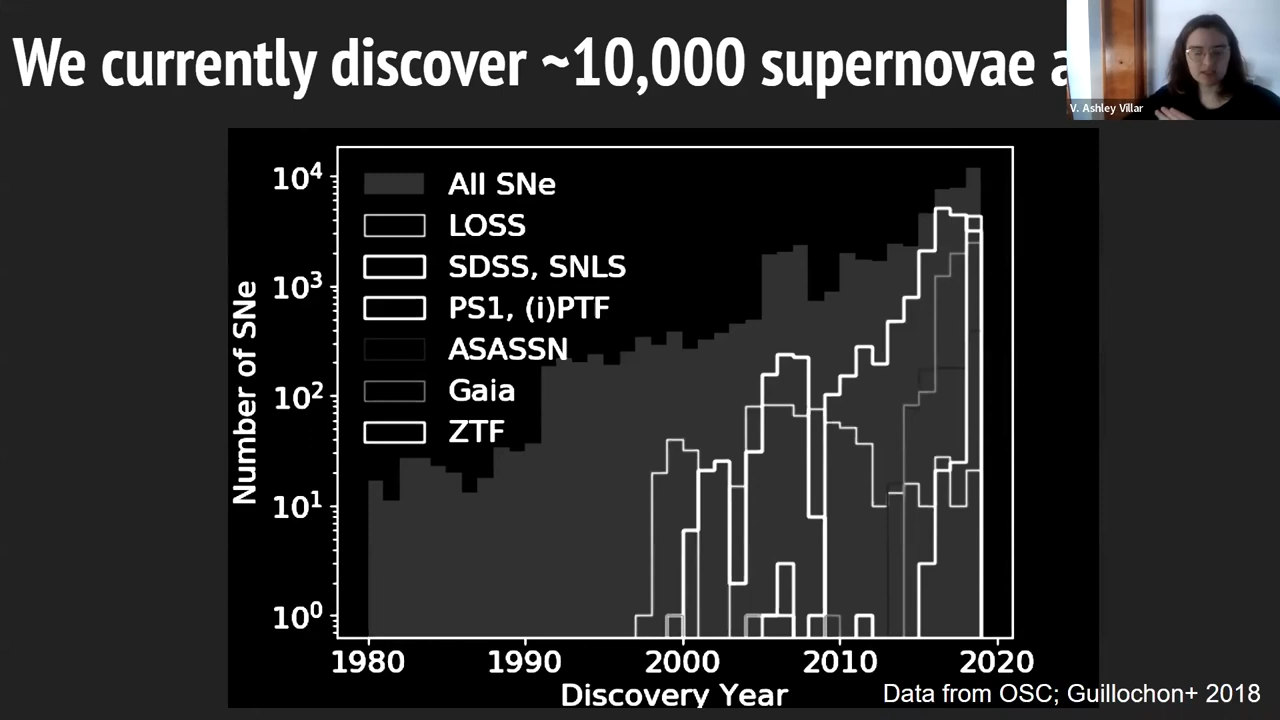 We currently discover ~10,000 supernovae a
V. Ashley Villar
All SNe
LOSS
SDSS, SNLS
PS1, (i)PTF
ASASSN
Gaia
ZTF
Number of SNe
10⁴
10³
10²
10¹
10⁰
1980 1990 2000 2010 2020
Discovery Year
Data from OSC; Guillochon+ 2018